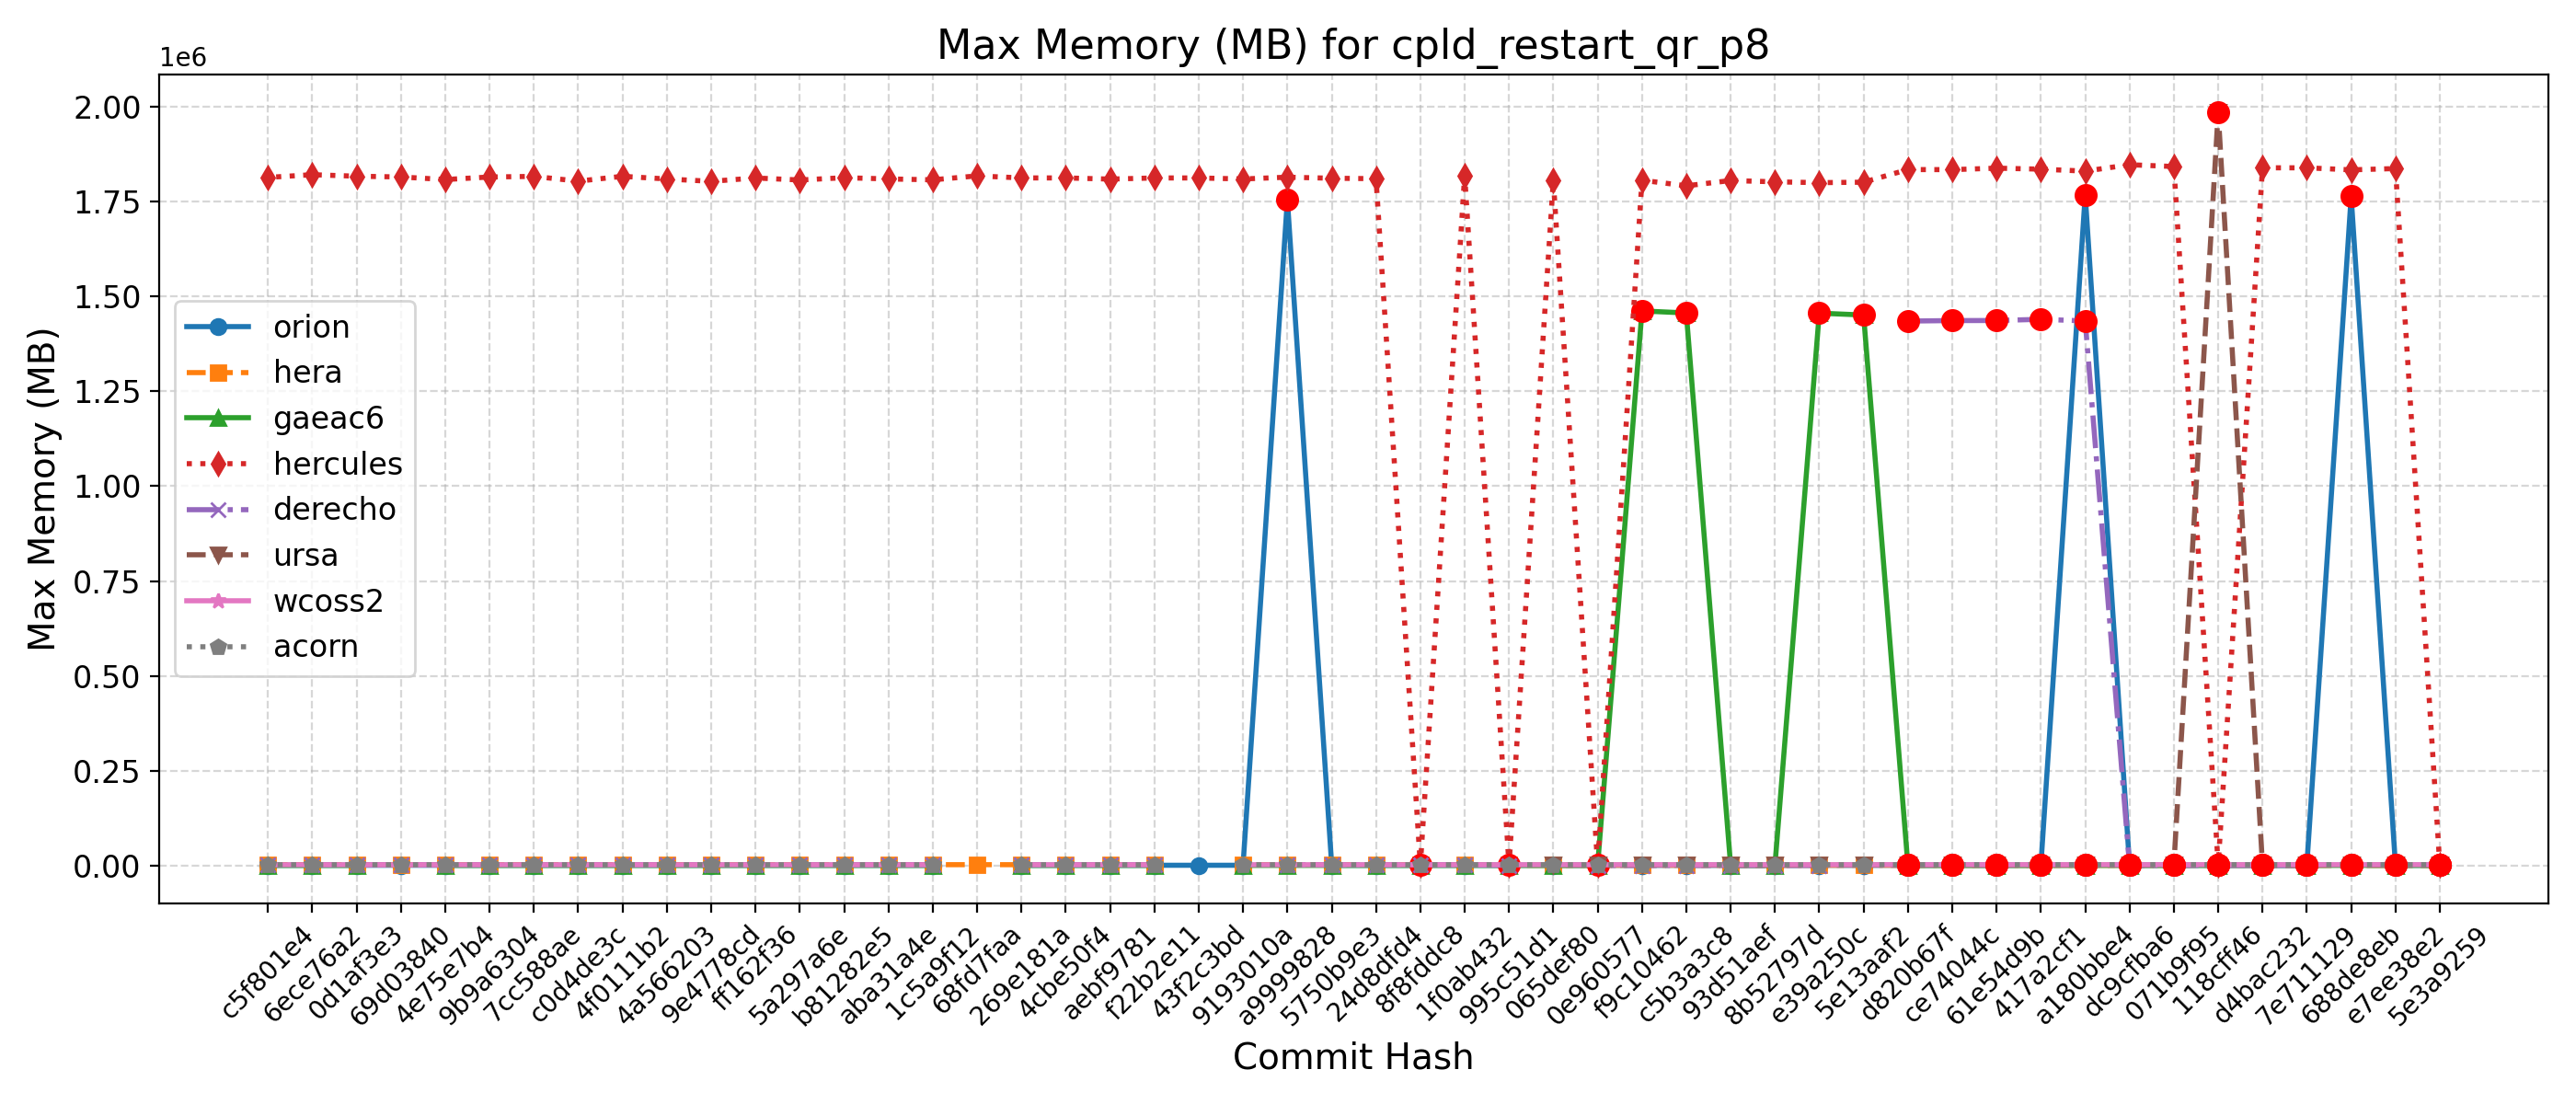 Max Memory (MB) for cpld_restart_qr_p8
1e6
2.00
1.75
1.50
1.25
1.00
0.75
0.50
0.25
0.00
Max Memory (MB)
orion
hera
gaeac6
hercules
derecho
ursa
wcoss2
acorn
c5f801e4
6ece76a2
0d1af3e3
69d03840
4e75e7b4
9b9a6304
7cc588ae
c0d4de3c
4f0111b2
4a566203
9e4778cd
ff162f36
5a297a6e
b81282e5
aba31a4e
1c5a9f12
68fd7faa
269e181a
4cbe50f4
aebf9781
f22b2e11
43f2c3bd
9193010a
a9999828
5750b9e3
24d8dfd4
8f8fddc8
1f0ab432
995c51d1
065def80
0e960577
f9c10462
c5b3a3c8
93d51aef
8b52797d
e39a250c
5e13aaf2
d820b67f
ce74044c
61e54d9b
417a2cf1
a180bbe4
dc9cfba6
071b9f95
118cff46
d4bac232
7e711129
688de8eb
e7ee38e2
5e3a9259
Commit Hash